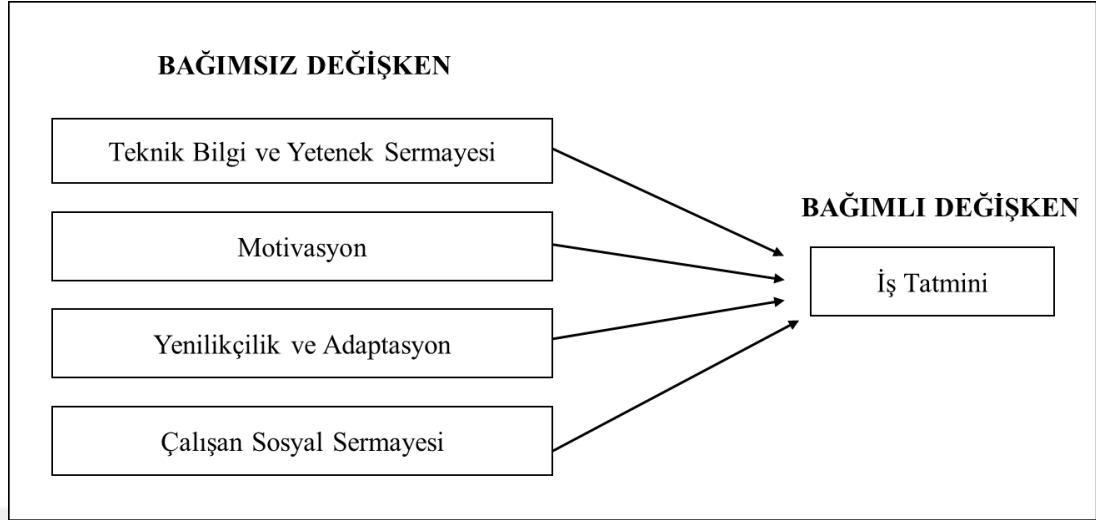 BAĞIMSIZ DEĞİŞKEN
Teknik Bilgi ve Yetenek Sermayesi
Motivasyon
Yenilikçilik ve Adaptasyon
Çalışan Sosyal Sermayesi
BAĞIMLI DEĞİŞKEN
İş Tatmini